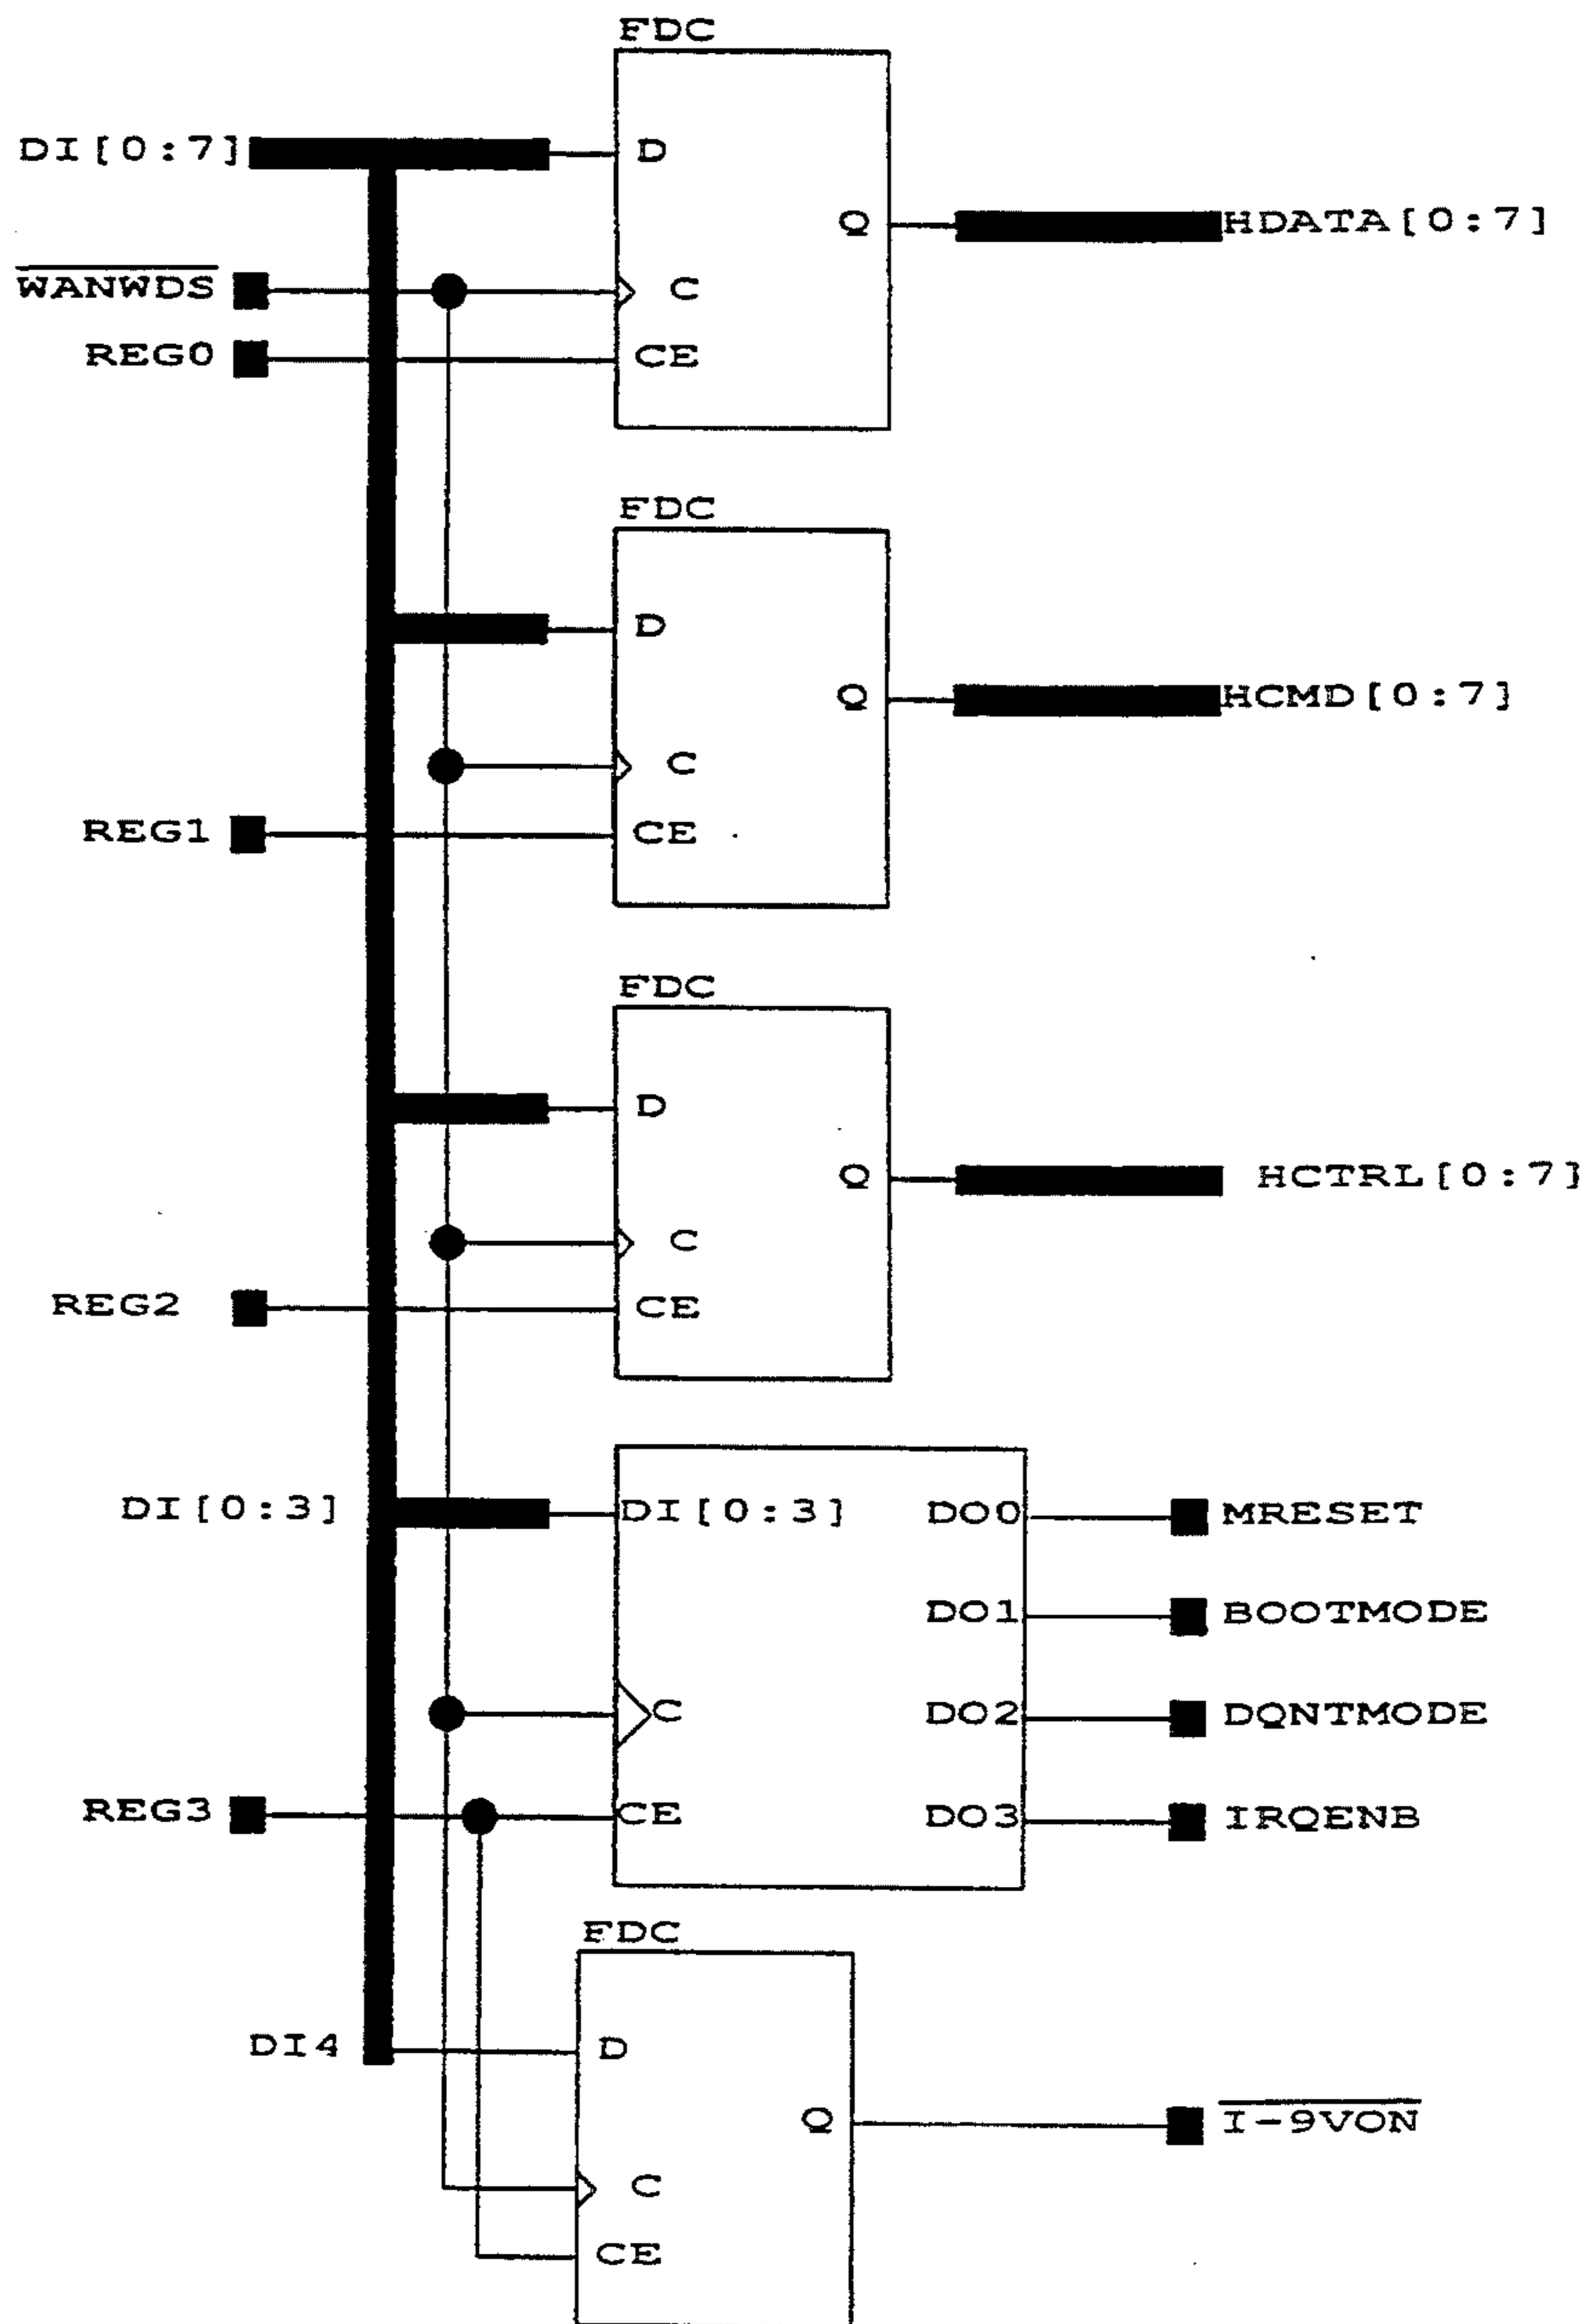 FDC
DI[0:7] D
Q HDATA[0:7]
WANWDS C
REG0 CE
FDC
D
Q HCMD[0:7]
C
REG1 CE
FDC
D
Q HCTRL[0:7]
C
REG2 CE
DI[0:3] DI[0:3] DO0 MRESET
DO1 BOOTMODE
C DO2 DQNTMODE
REG3 CE DO3 IRQENB
FDC
DI4 D
Q I-9VON
C
CE